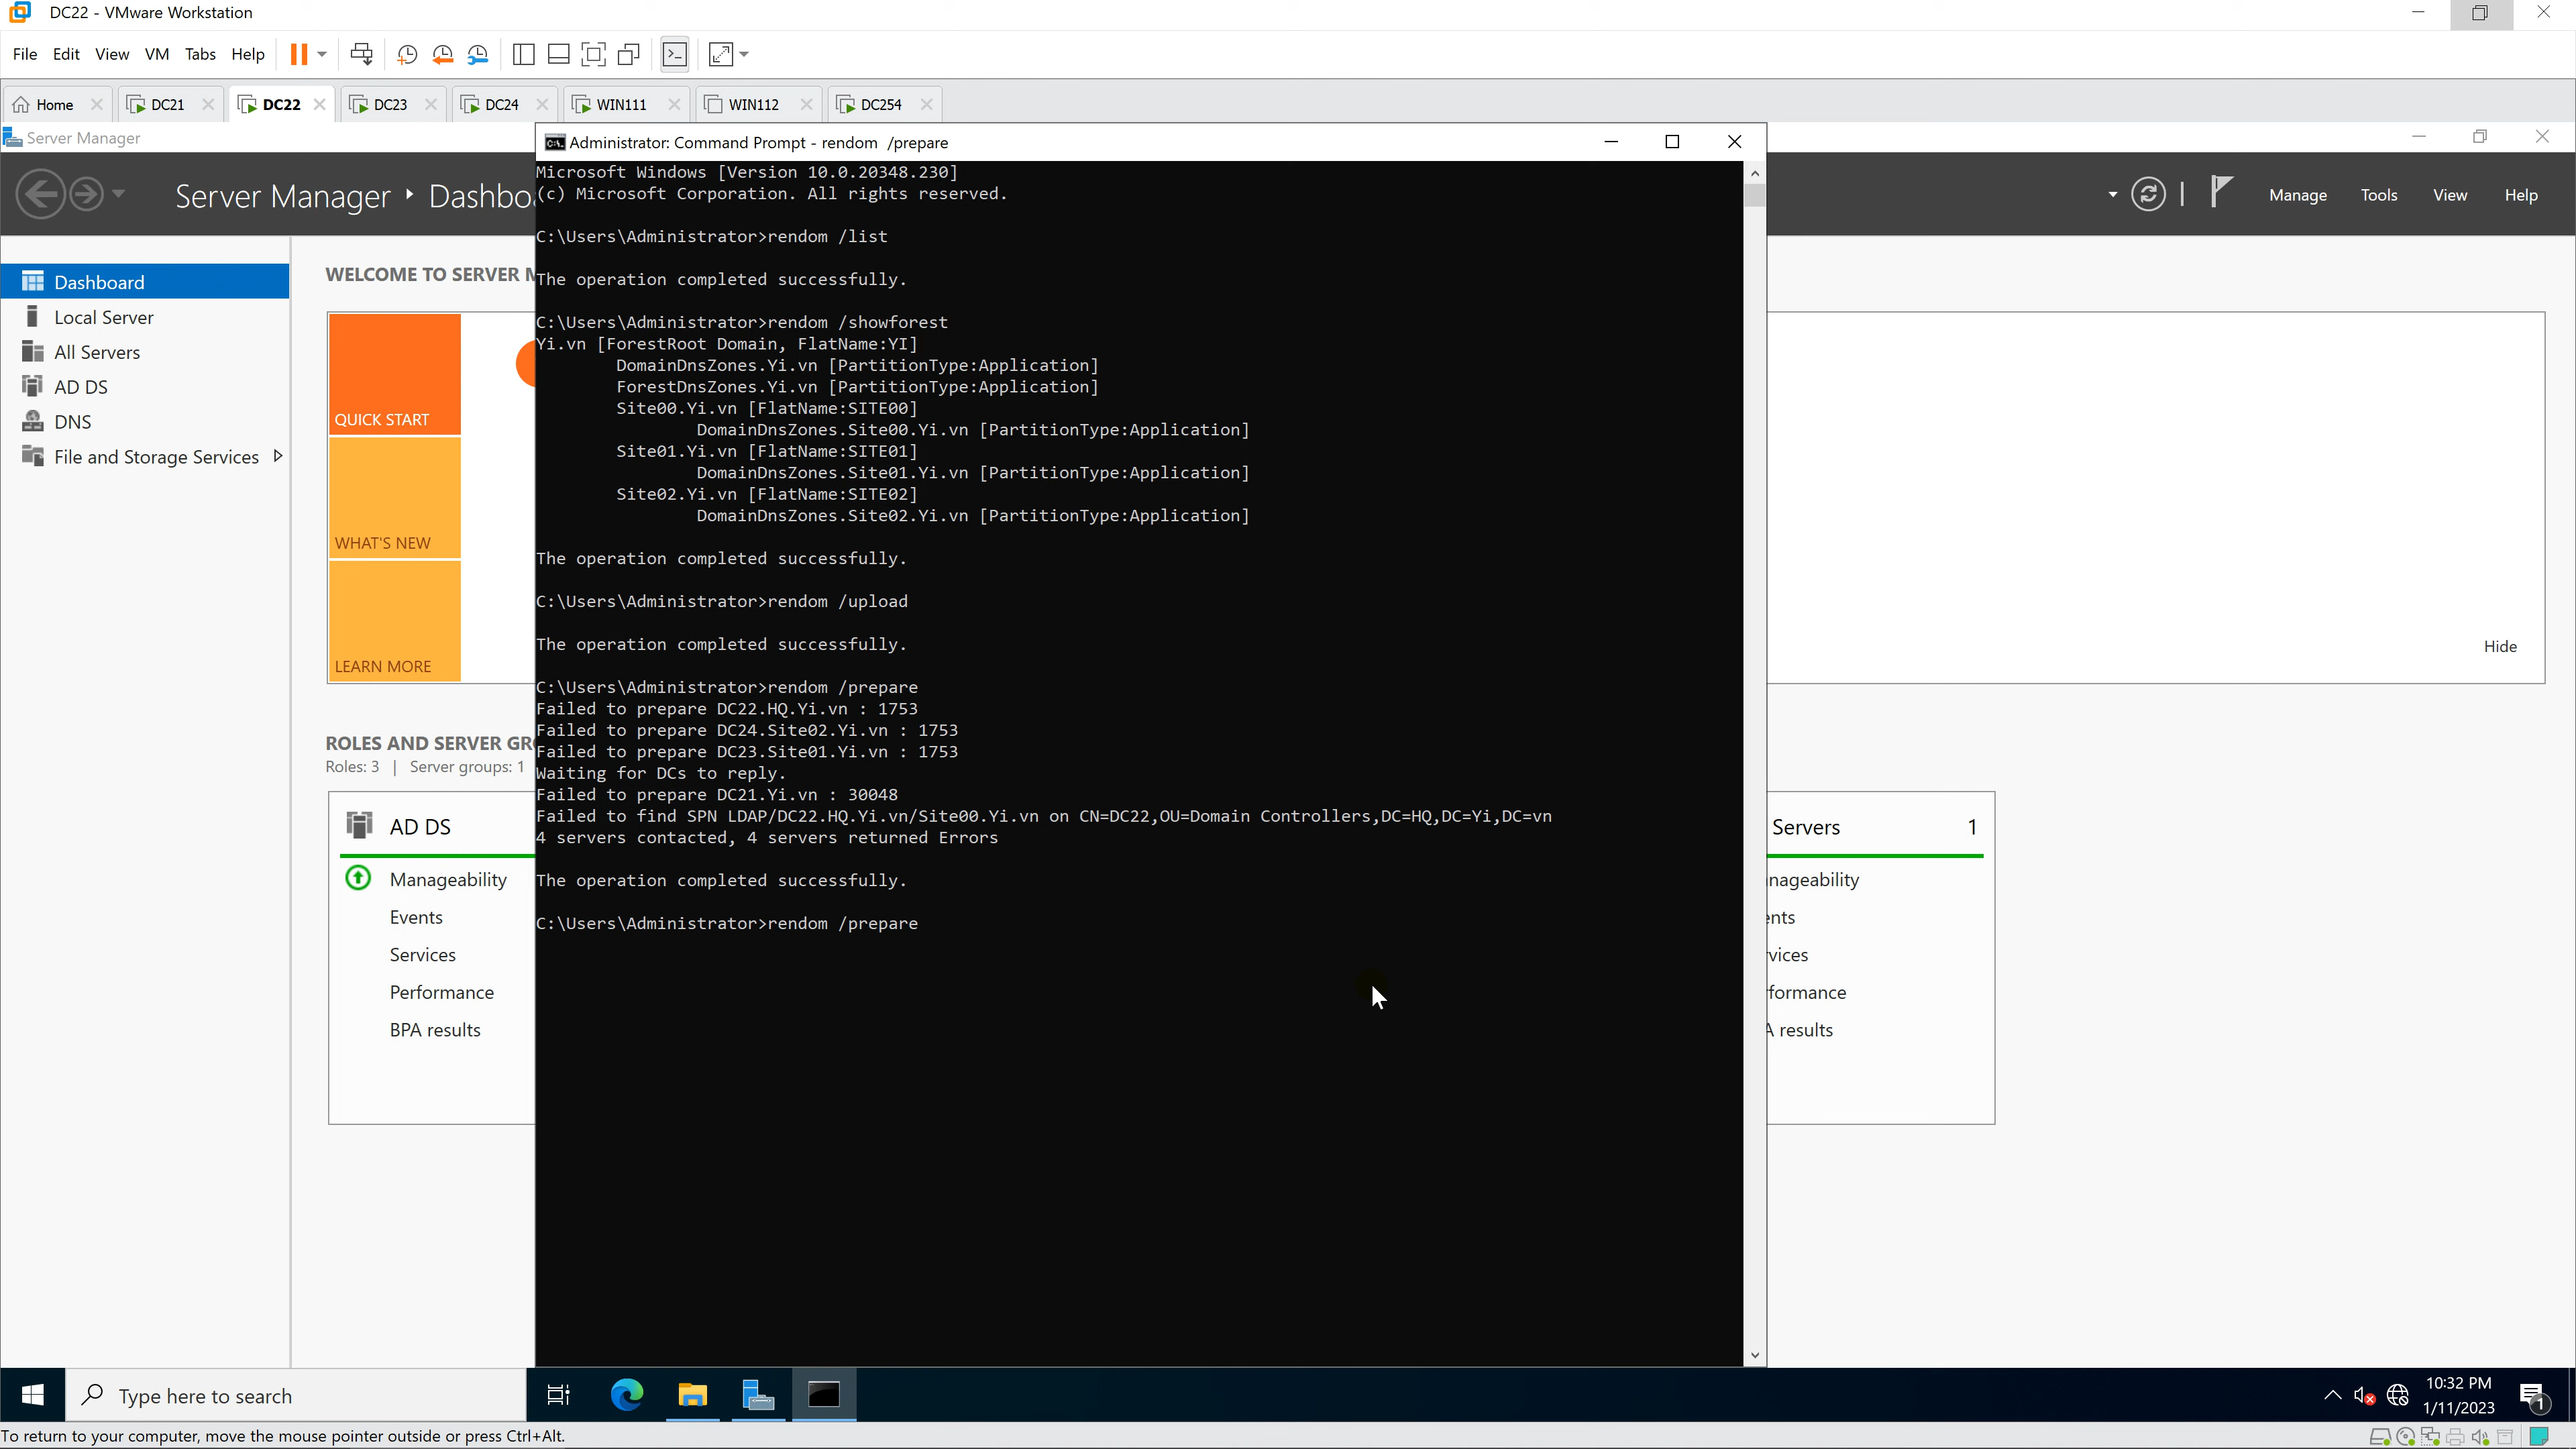 DC22 - VMware Workstation
File Edit View VM Tabs Help
Home DC21 DC22 DC23 DC24 WIN111 WIN112 DC254
Server Manager
Administrator: Command Prompt - rendom /prepare
Server Manager Dashbo
Manage Tools View Help
Dashboard
Local Server
All Servers
AD DS
DNS
File and Storage Services
WELCOME TO SERVER M
QUICK START
WHAT'S NEW
LEARN MORE
Hide
ROLES AND SERVER GR
Roles: 3 | Server groups: 1
AD DS
Manageability
Events
Services
Performance
BPA results
Microsoft Windows [Version 10.0.20348.230]
(c) Microsoft Corporation. All rights reserved.
C:\Users\Administrator>rendom /list
The operation completed successfully.
C:\Users\Administrator>rendom /showforest
Yi.vn [ForestRoot Domain, FlatName:YI]
DomainDnsZones.Yi.vn [PartitionType:Application]
ForestDnsZones.Yi.vn [PartitionType:Application]
Site00.Yi.vn [FlatName:SITE00]
DomainDnsZones.Site00.Yi.vn [PartitionType:Application]
Site01.Yi.vn [FlatName:SITE01]
DomainDnsZones.Site01.Yi.vn [PartitionType:Application]
Site02.Yi.vn [FlatName:SITE02]
DomainDnsZones.Site02.Yi.vn [PartitionType:Application]
The operation completed successfully.
C:\Users\Administrator>rendom /upload
The operation completed successfully.
C:\Users\Administrator>rendom /prepare
Failed to prepare DC22.HQ.Yi.vn : 1753
Failed to prepare DC24.Site02.Yi.vn : 1753
Failed to prepare DC23.Site01.Yi.vn : 1753
Waiting for DCs to reply.
Failed to prepare DC21.Yi.vn : 30048
Failed to find SPN LDAP/DC22.HQ.Yi.vn/Site00.Yi.vn on CN=DC22,OU=Domain Controllers,DC=HQ,DC=Yi,DC=vn
4 servers contacted, 4 servers returned Errors
The operation completed successfully.
C:\Users\Administrator>rendom /prepare
Servers 1
nageability
ents
vices
formance
A results
Type here to search
10:32 PM
1/11/2023
1
To return to your computer, move the mouse pointer outside or press Ctrl+Alt.